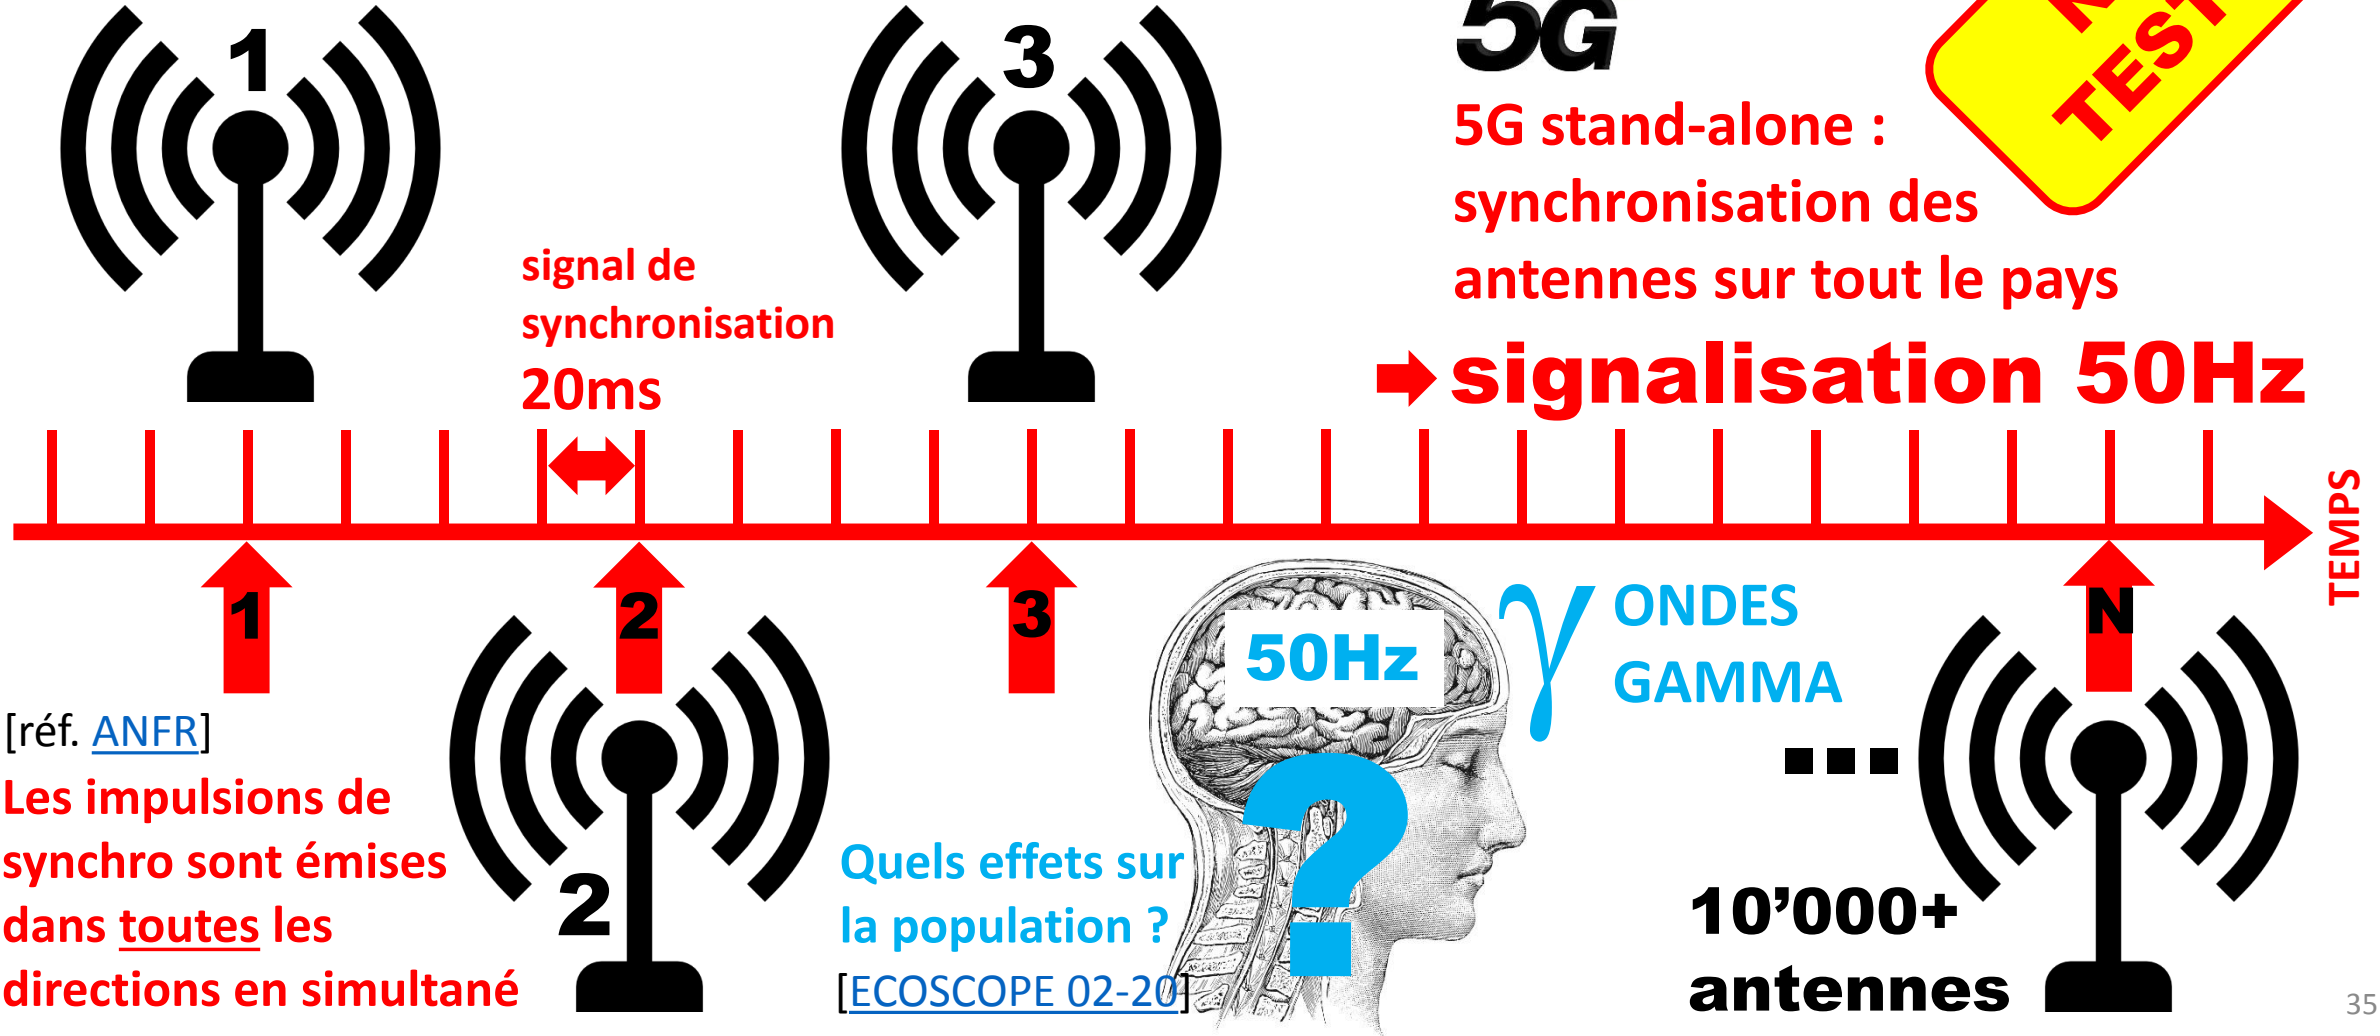 1
3
5G
TEST
5G stand-alone :
synchronisation des
antennes sur tout le pays
signalisation 50Hz
signal de
synchronisation
20ms
TEMPS
1
2
3
N
50Hz
γ ONDES
GAMMA
[réf. ANFR]
Les impulsions de
synchro sont émises
dans toutes les
directions en simultané
2
Quels effets sur
la population ?
[ECOSCOPE 02-20]
?
...
10’000+
antennes
35